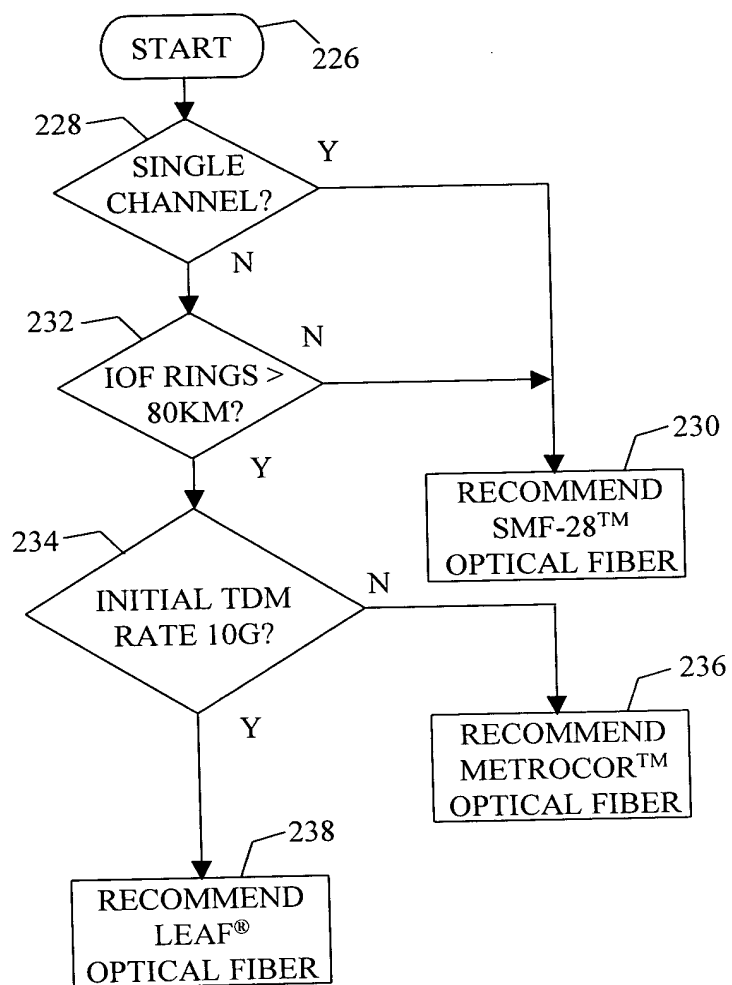 START
226
228
SINGLE
CHANNEL?
Y
N
232
IOF RINGS >
80KM?
N
Y
230
RECOMMEND
SMF-28™
OPTICAL FIBER
234
INITIAL TDM
RATE 10G?
N
Y
236
RECOMMEND
METROCOR™
OPTICAL FIBER
238
RECOMMEND
LEAF®
OPTICAL FIBER